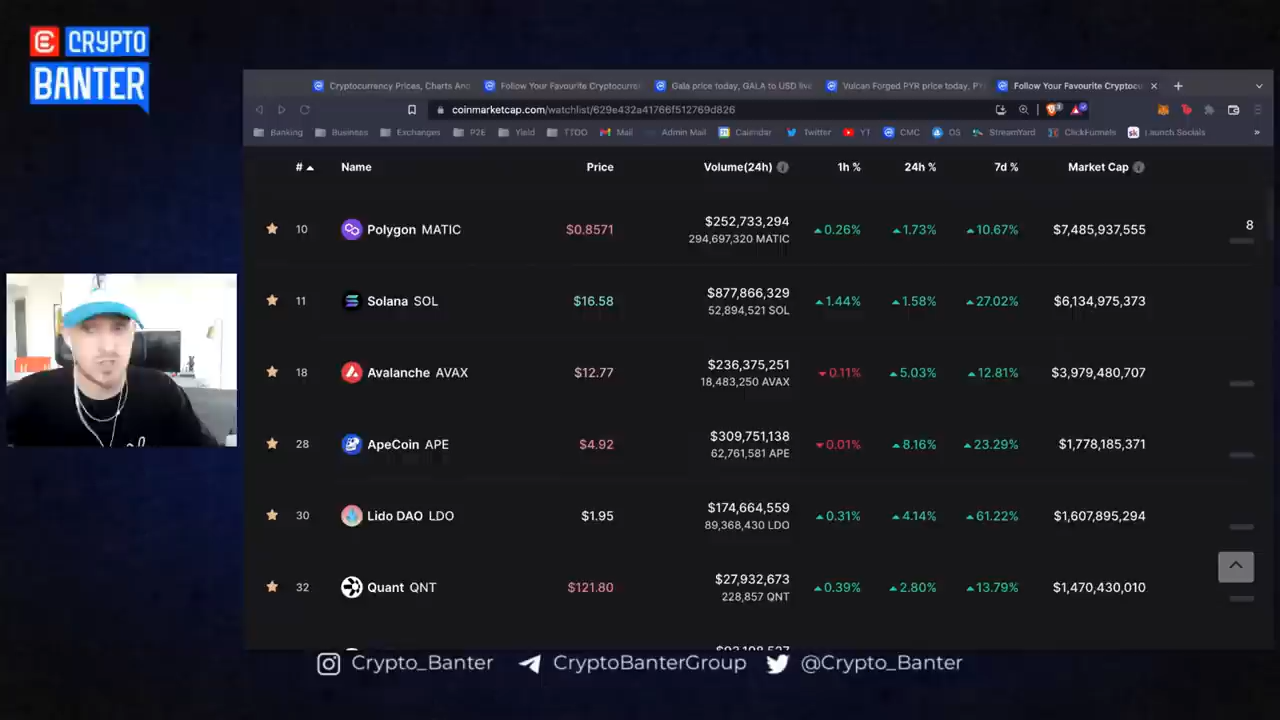 CRYPTO
BANTER
Cryptocurrency Prices, Charts And
Follow Your Favourite Cryptocurre
Gala price today, GALA to USD live
Vulcan Forged PYR price today, P
Follow Your Favourite Cryptocu
coinmarketcap.com/watchlist/629e432a41766f512769d826
Banking Business Exchanges P2E Yield TTDO Mail Admin Mail Calendar Twitter YT CMC OS StreamYard ClickFunnels Launch Socials
# Name Price Volume(24h) 1h % 24h % 7d % Market Cap
10 Polygon MATIC $0.8571 $252,733,294 0.26% 1.73% 10.67% $7,485,937,555 8
294,697,320 MATIC
11 Solana SOL $16.58 $877,866,329 1.44% 1.58% 27.02% $6,134,975,373
52,894,521 SOL
18 Avalanche AVAX $12.77 $236,375,251 0.11% 5.03% 12.81% $3,979,480,707
18,483,250 AVAX
28 ApeCoin APE $4.92 $309,751,138 0.01% 8.16% 23.29% $1,778,185,371
62,761,581 APE
30 Lido DAO LDO $1.95 $174,664,559 0.31% 4.14% 61.22% $1,607,895,294
89,368,430 LDO
32 Quant QNT $121.80 $27,932,673 0.39% 2.80% 13.79% $1,470,430,010
228,857 QNT
Crypto_Banter CryptoBanterGroup @Crypto_Banter